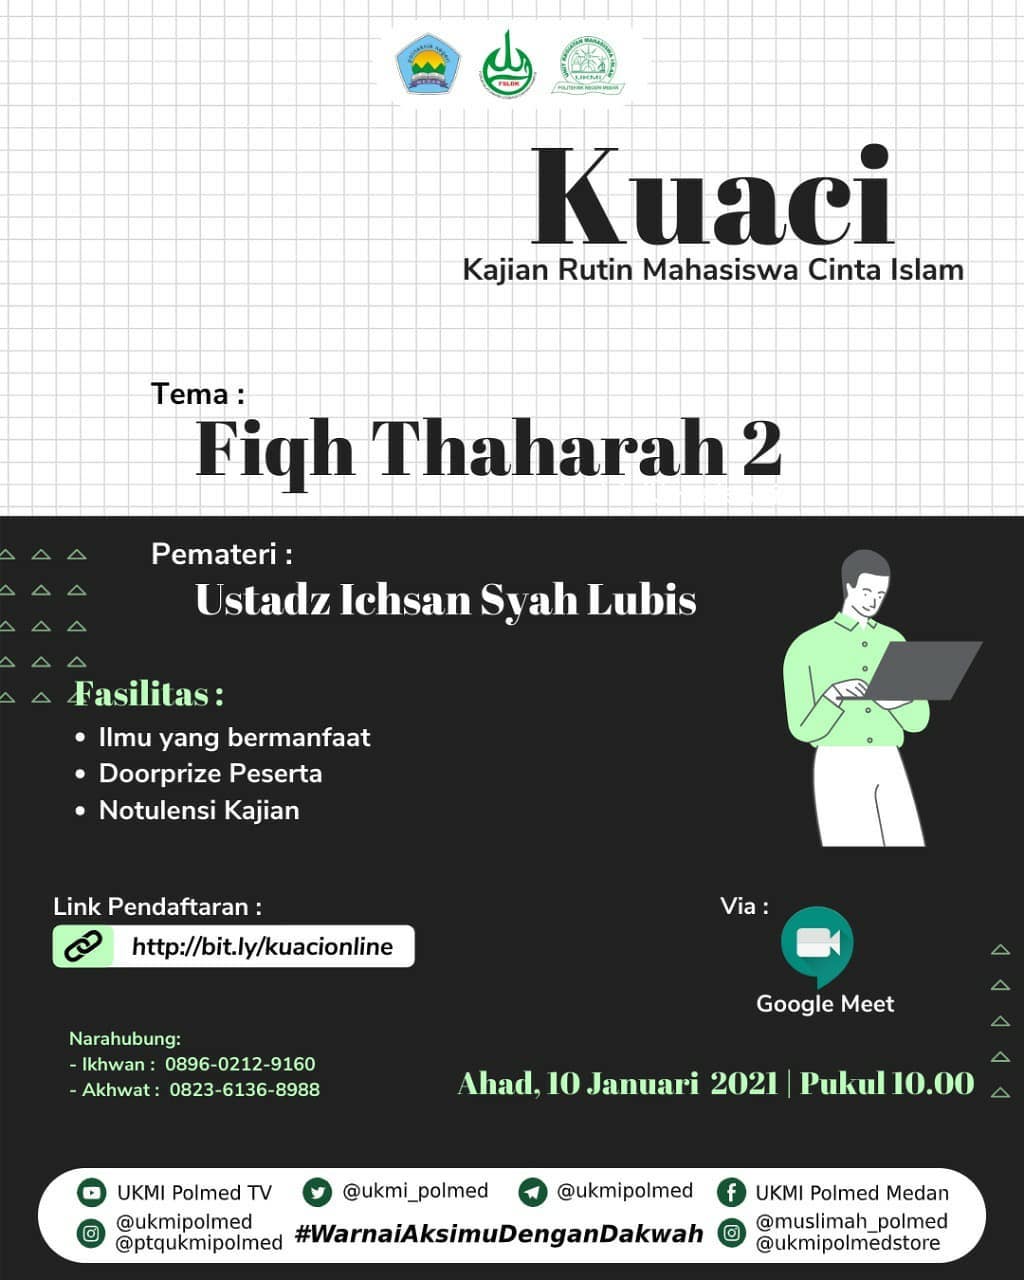 Kuaci
Kajian Rutin Mahasiswa Cinta Islam
Tema :
Fiqh Thaharah 2
Pemateri :
Ustadz Ichsan Syah Lubis
Fasilitas :
• Ilmu yang bermanfaat
• Doorprize Peserta
• Notulensi Kajian
Link Pendaftaran :
http://bit.ly/kuacionline
Via :
Google Meet
Narahubung:
- Ikhwan : 0896-0212-9160
- Akhwat : 0823-6136-8988
Ahad, 10 Januari 2021 | Pukul 10.00
UKMI Polmed TV
@ukmi_polmed
@ukmipolmed
UKMI Polmed Medan
@ukmipolmed
@ptqukmipolmed
#WarnaiAksimuDenganDakwah
@muslimah_polmed
@ukmipolmedstore